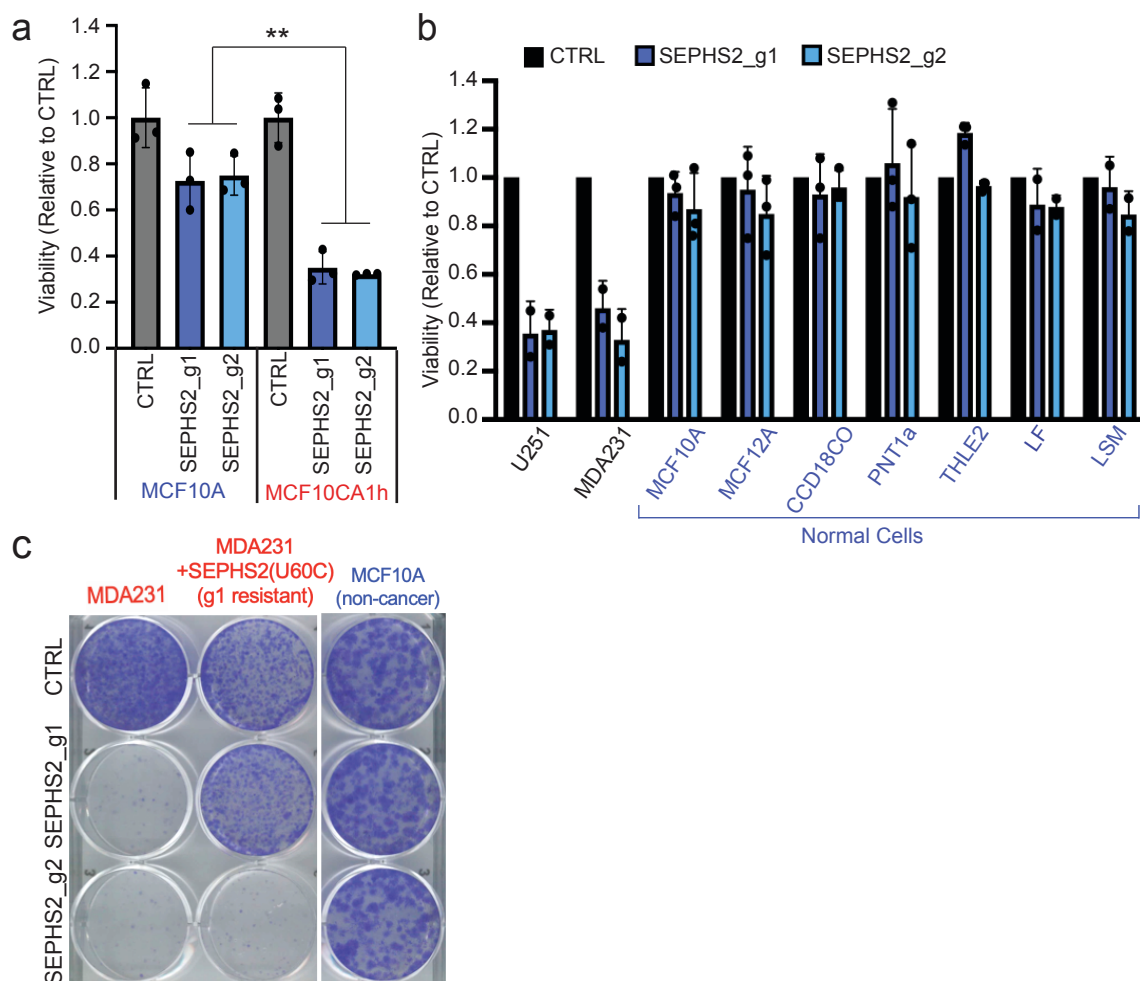 a
**
Viability (Relative to CTRL)
1.4
1.2
1.0
0.8
0.6
0.4
0.2
0.0
CTRL
SEPHS2_g1
SEPHS2_g2
CTRL
SEPHS2_g1
SEPHS2_g2
MCF10A
MCF10CA1h
b
CTRL SEPHS2_g1 SEPHS2_g2
Viability (Relative to CTRL)
1.4
1.2
1.0
0.8
0.6
0.4
0.2
0.0
U251
MDA231
MCF10A
MCF12A
CCD18CO
PNT1a
THLE2
LF
LSM
Normal Cells
c
MDA231
MDA231
+SEPHS2(U60C)
(g1 resistant)
MCF10A
(non-cancer)
CTRL
SEPHS2_g1
SEPHS2_g2